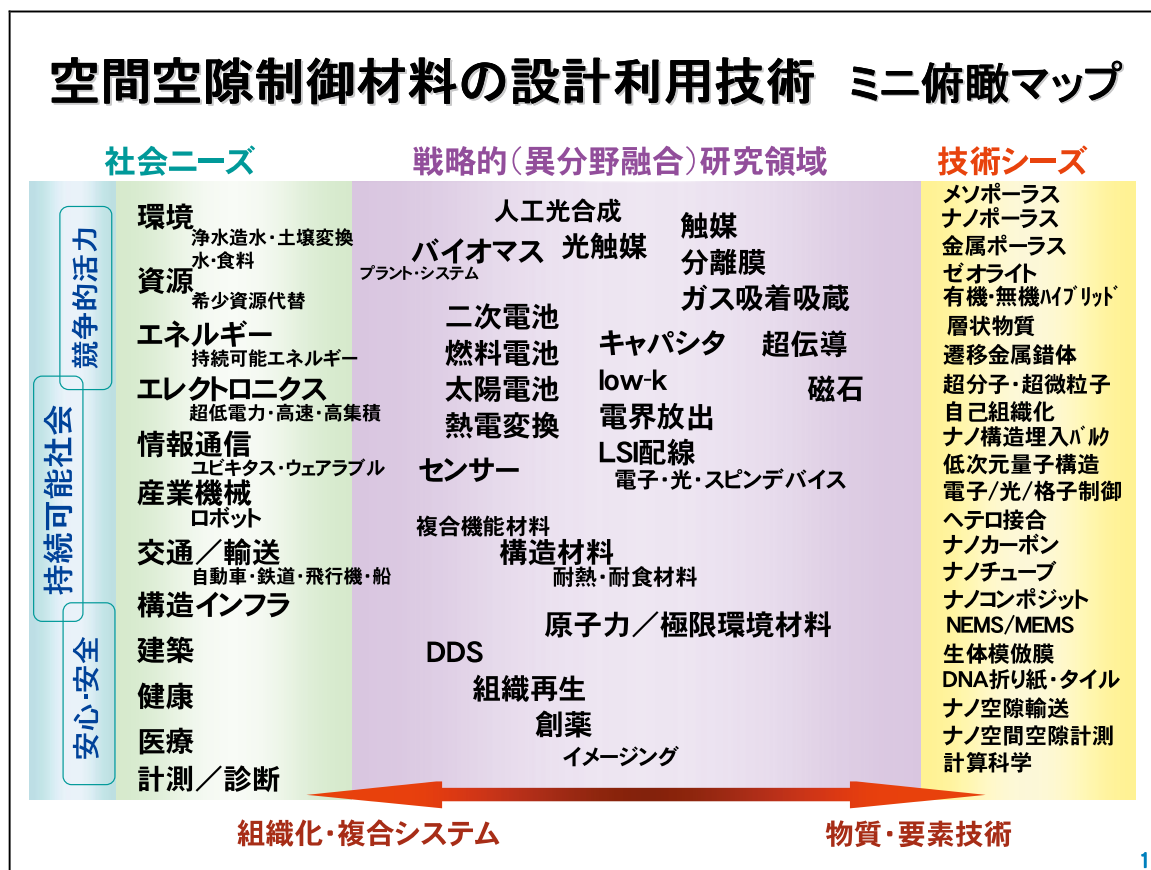 空間空隙制御材料の設計利用技術 ミニ俯瞰マップ
社会ニーズ
戦略的(異分野融合)研究領域
技術シーズ
競争的活力
持続可能社会
安心・安全
環境
浄水造水・土壌変換
水・食料
資源
希少資源代替
エネルギー
持続可能エネルギー
エレクトロニクス
超低電力・高速・高集積
情報通信
ユビキタス・ウェアラブル
産業機械
ロボット
交通／輸送
自動車・鉄道・飛行機・船
構造インフラ
建築
健康
医療
計測／診断
人工光合成
バイオマス
プラント・システム
光触媒
触媒
分離膜
ガス吸着吸蔵
二次電池
燃料電池
太陽電池
熱電変換
キャパシタ
超伝導
low-k
磁石
電界放出
LSI配線
電子・光・スピンデバイス
センサー
複合機能材料
構造材料
耐熱・耐食材料
原子力／極限環境材料
DDS
組織再生
創薬
イメージング
メソポーラス
ナノポーラス
金属ポーラス
ゼオライト
有機・無機ﾊｲﾌﾞﾘｯﾄﾞ
層状物質
遷移金属錯体
超分子・超微粒子
自己組織化
ナノ構造埋入ﾊﾞﾙｸ
低次元量子構造
電子/光/格子制御
ヘテロ接合
ナノカーボン
ナノチューブ
ナノコンポジット
NEMS/MEMS
生体模倣膜
DNA折り紙・タイル
ナノ空隙輸送
ナノ空間空隙計測
計算科学
組織化・複合システム
物質・要素技術
1